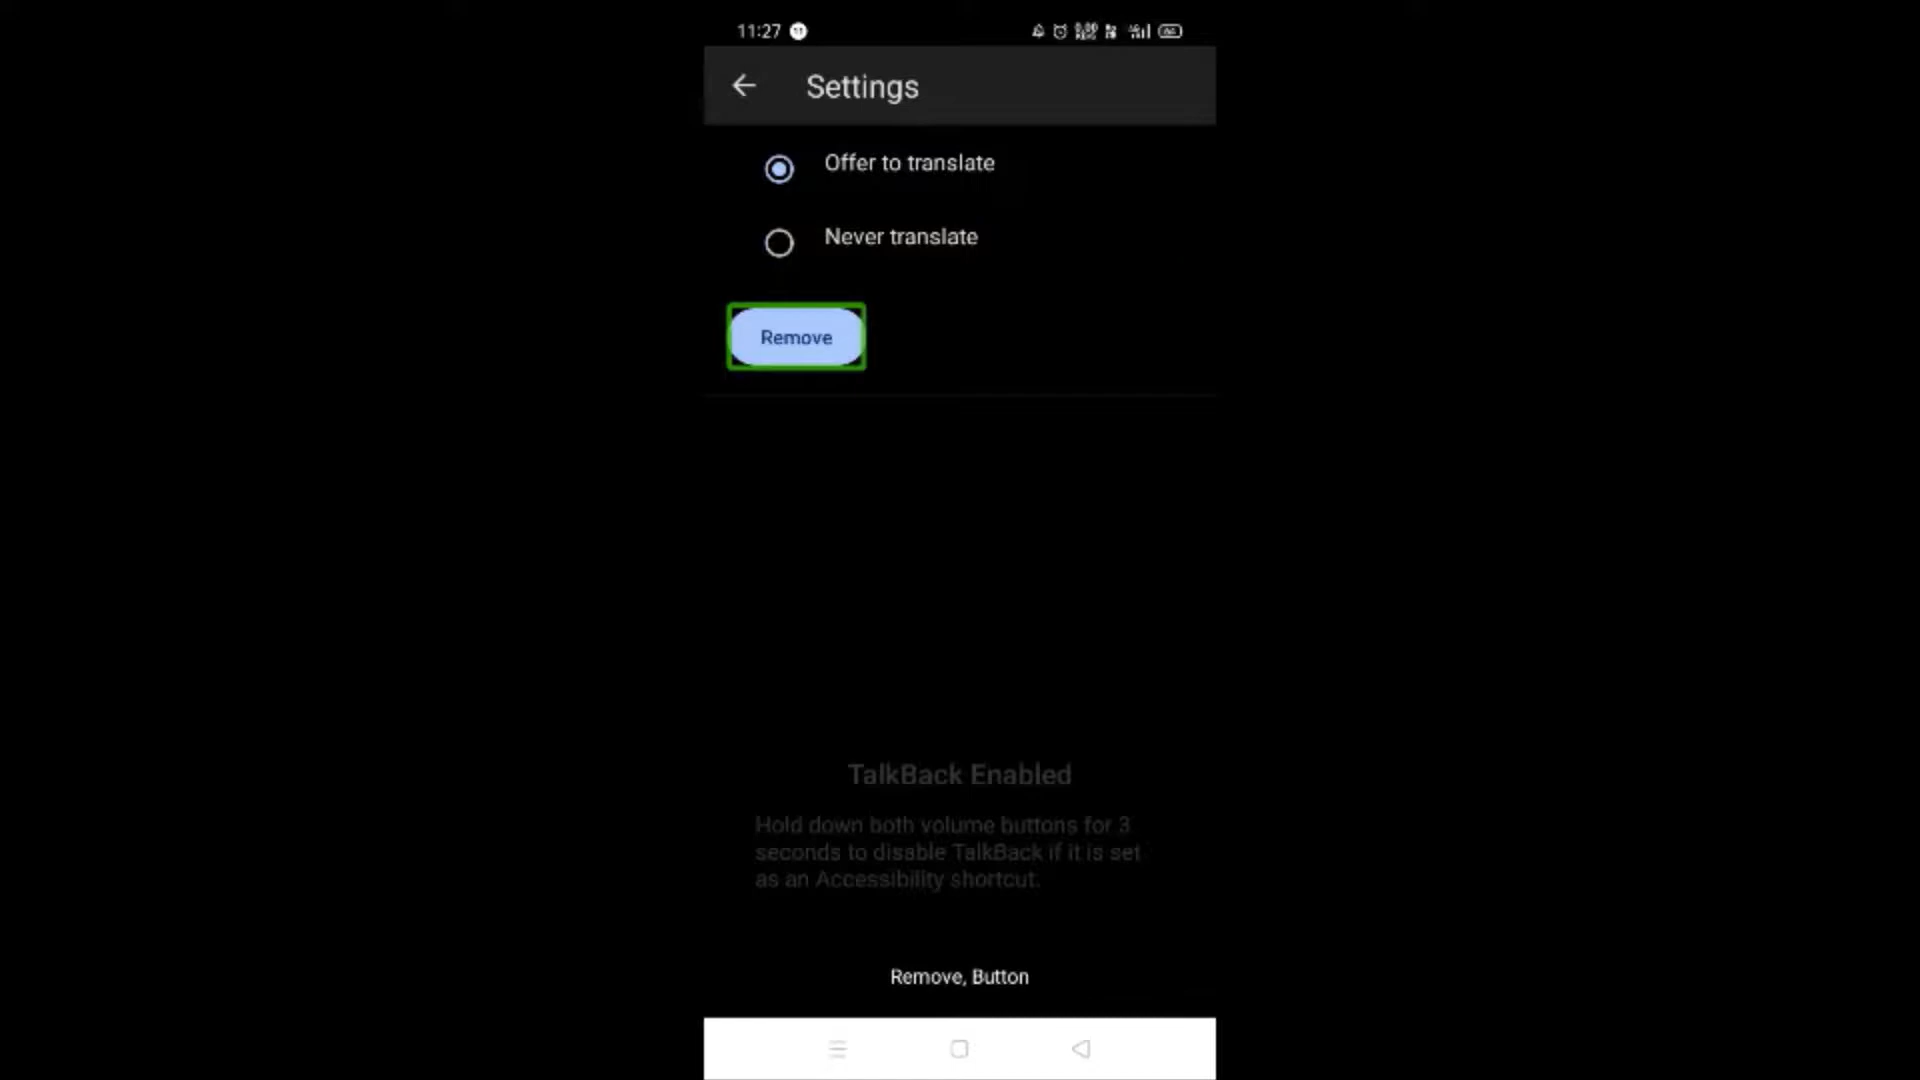 11:27
Settings
Offer to translate
Never translate
Remove
TalkBack Enabled
Hold down both volume buttons for 3
seconds to disable TalkBack if it is set
as an Accessibility shortcut.
Remove, Button